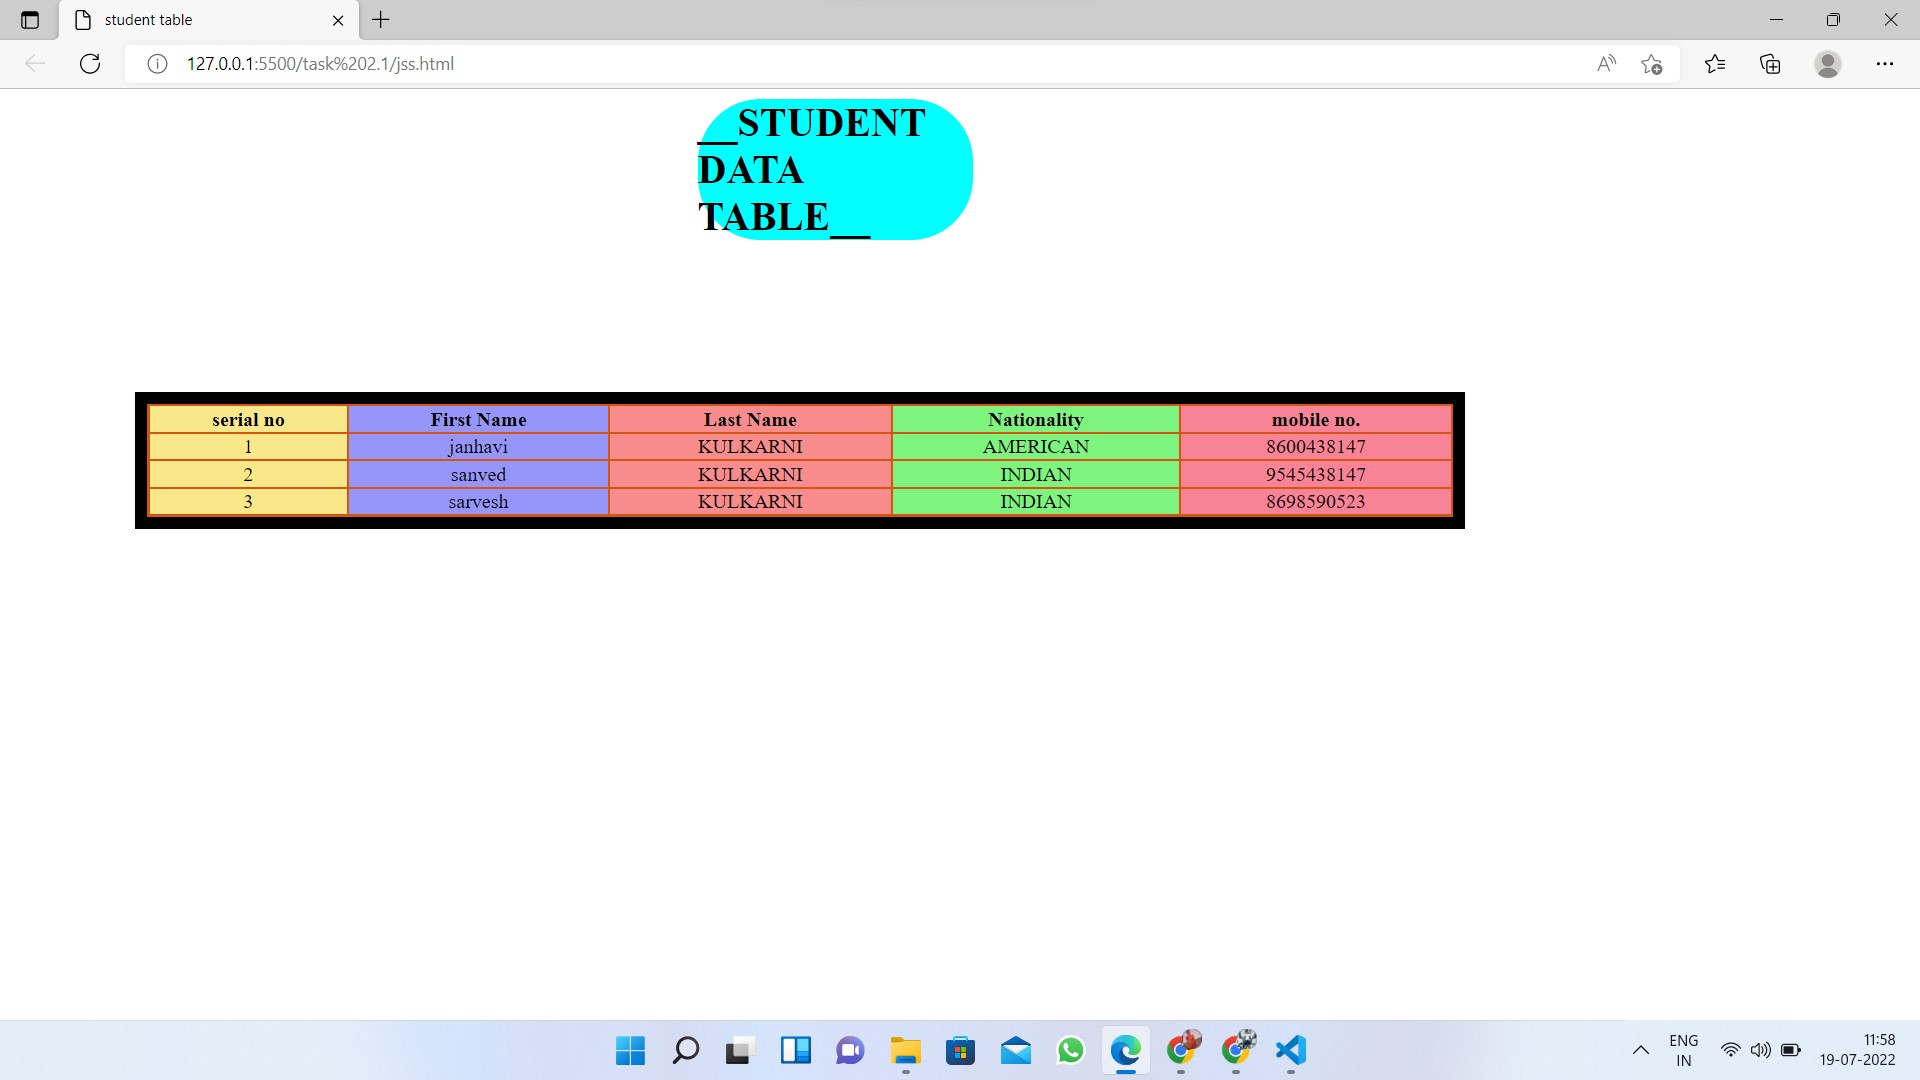 student table
127.0.0.1:5500/task%202.1/jss.html
__STUDENT
DATA
TABLE__
serial no First Name Last Name Nationality mobile no.
1 janhavi KULKARNI AMERICAN 8600438147
2 sanved KULKARNI INDIAN 9545438147
3 sarvesh KULKARNI INDIAN 8698590523
ENG
IN
11:58
19-07-2022